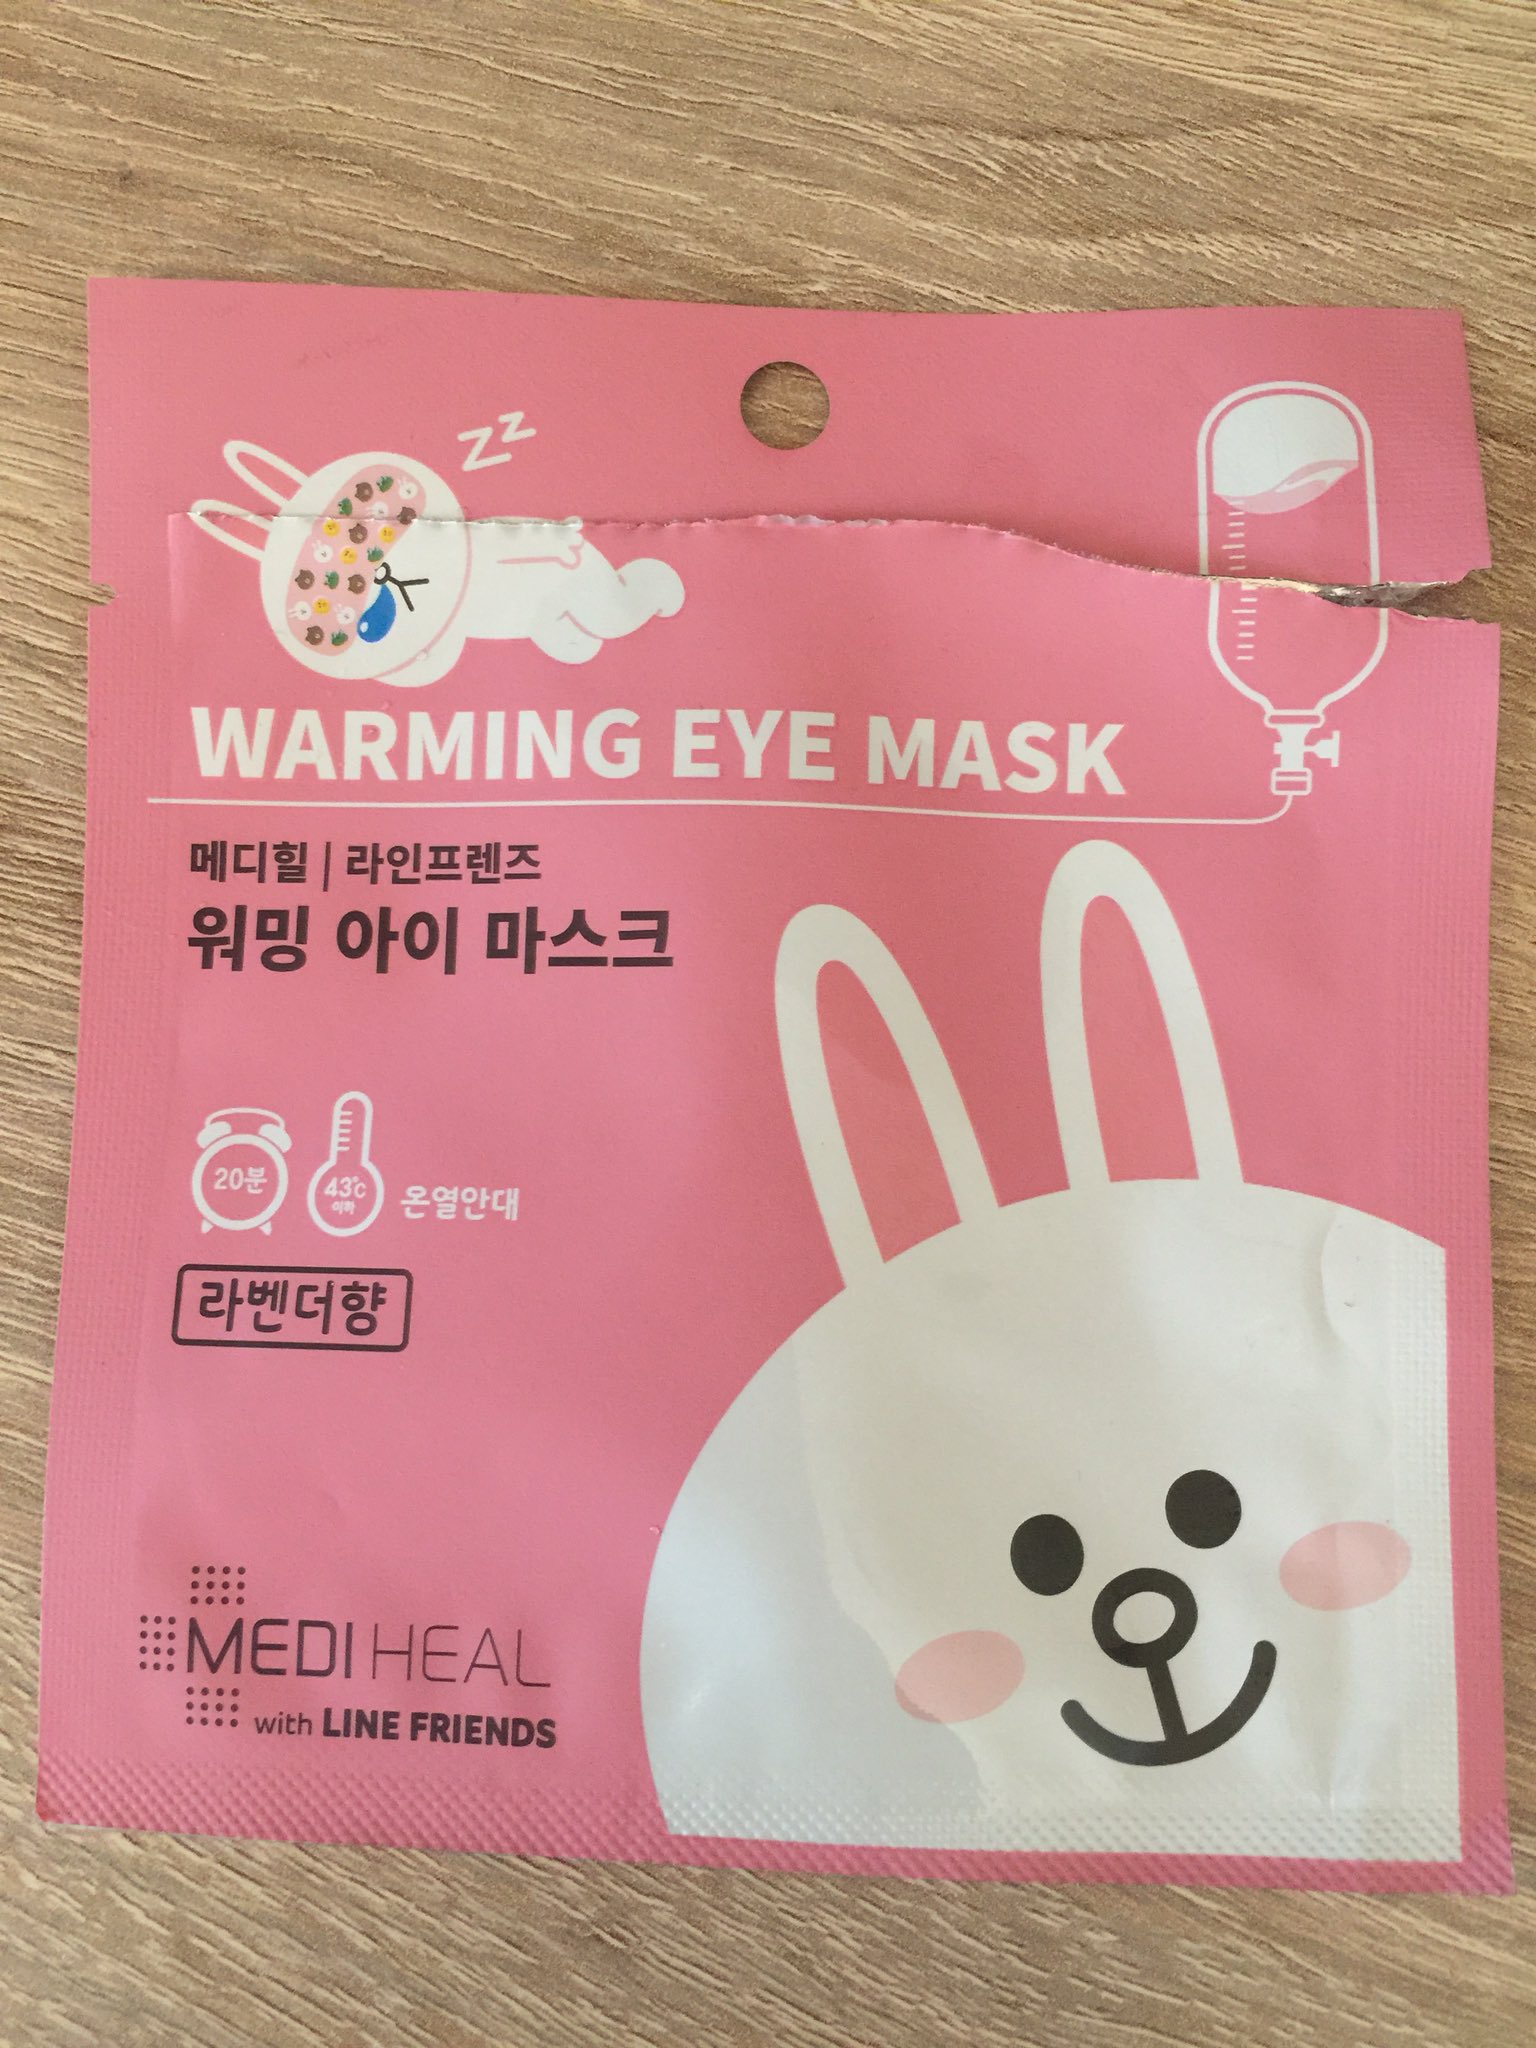 zz
WARMING EYE MASK
메디힐 | 라인프렌즈
워밍 아이 마스크
20분
43℃
이하
온열안대
라벤더향
MEDIHEAL
with LINE FRIENDS